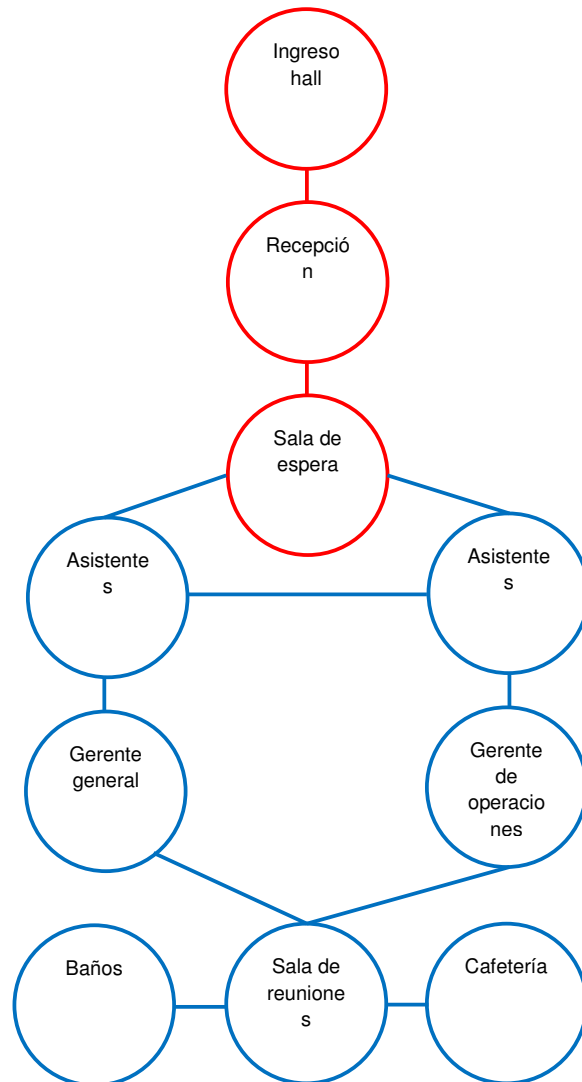 Ingreso
hall
Recepció
n
Sala de
espera
Asistente
s
Asistente
s
Gerente
general
Gerente
de
operacio
nes
Baños
Sala de
reunione
s
Cafetería